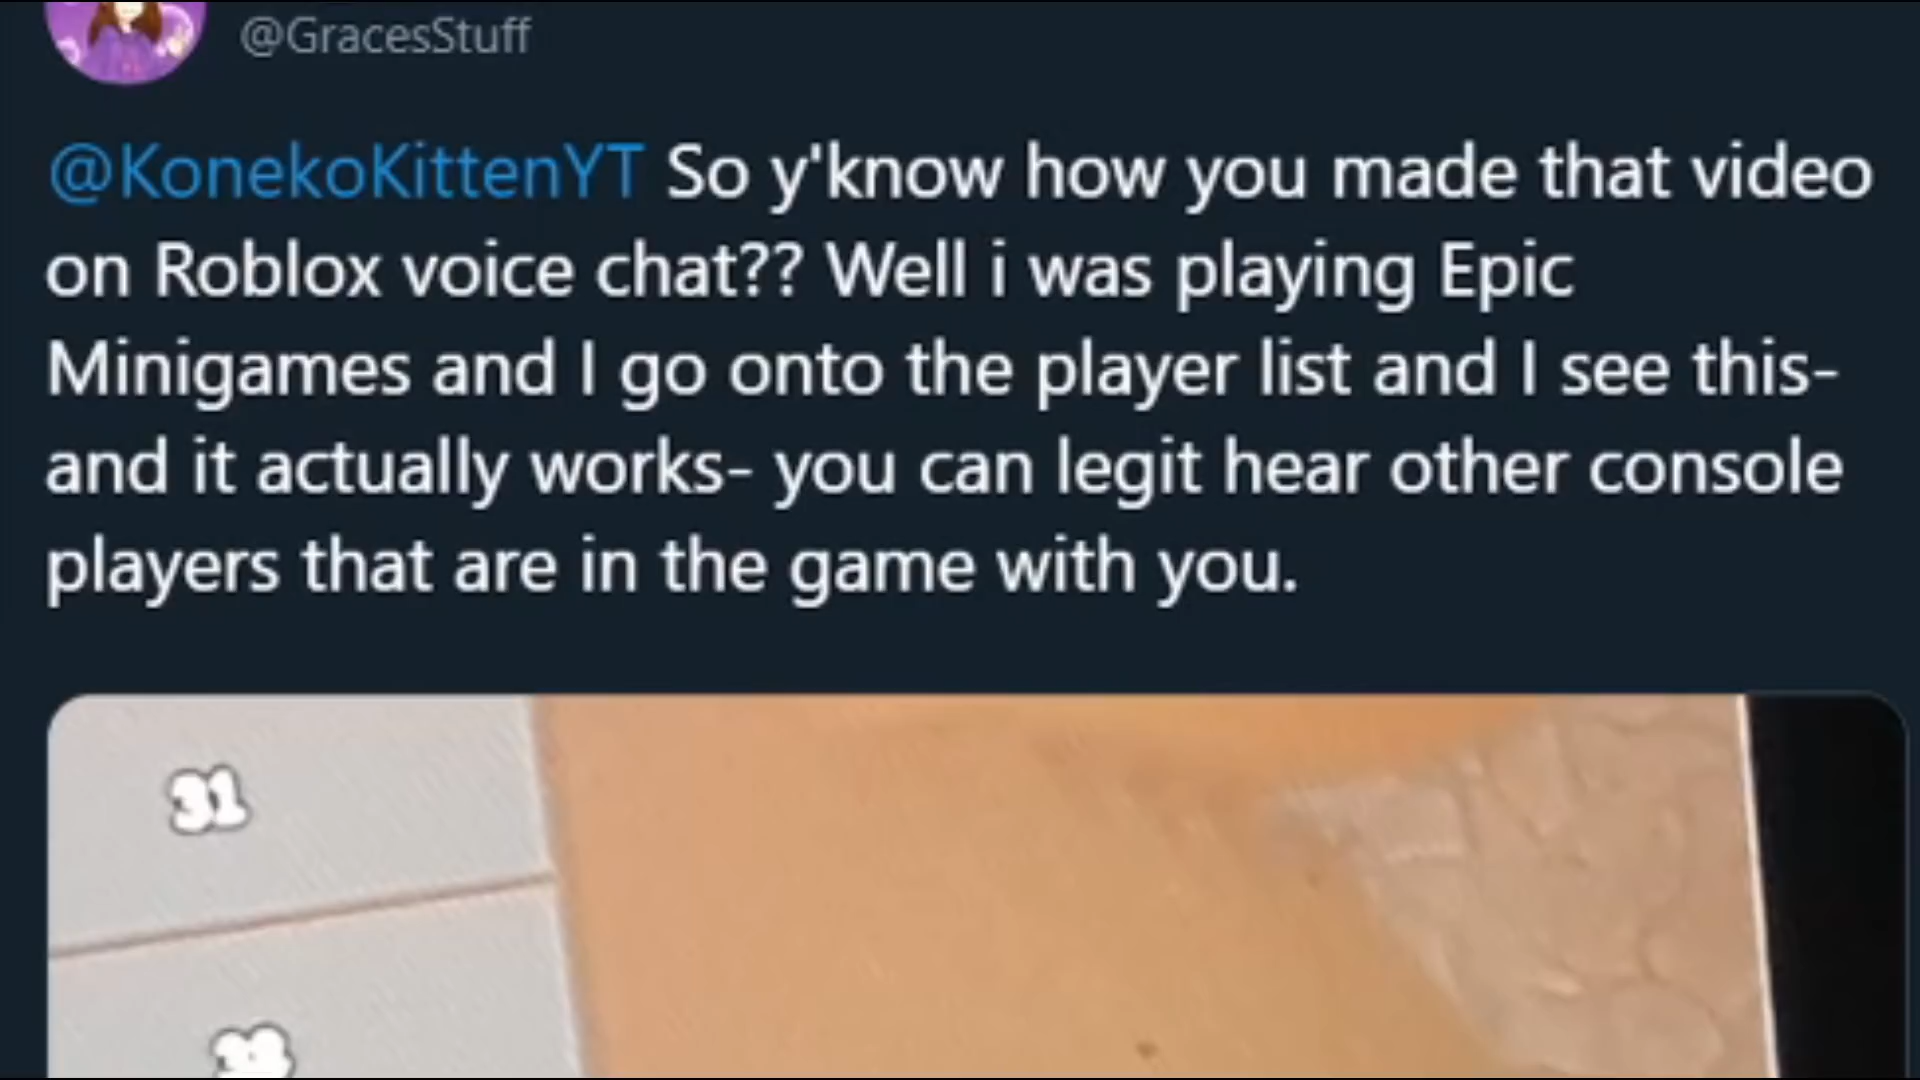 @GracesStuff
@KonekoKittenYT So y'know how you made that video
on Roblox voice chat?? Well i was playing Epic
Minigames and I go onto the player list and I see this-
and it actually works- you can legit hear other console
players that are in the game with you.
31